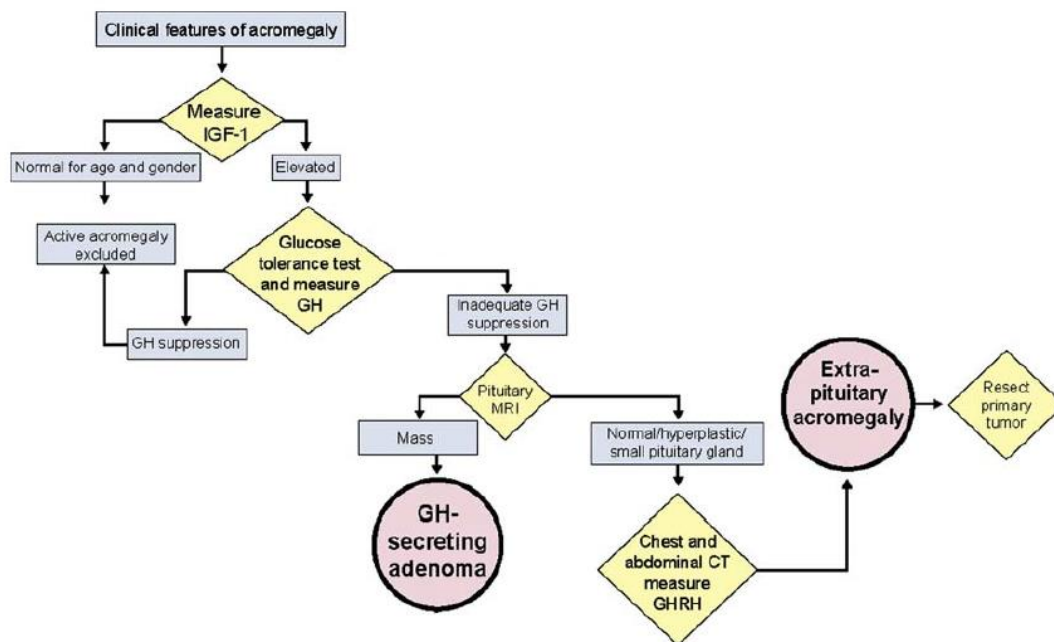 Clinical features of acromegaly
Measure
IGF-1
Normal for age and gender
Elevated
Active acromegaly
excluded
Glucose
tolerance test
and measure
GH
GH suppression
Inadequate GH
suppression
Pituitary
MRI
Mass
Normal/hyperplastic/
small pituitary gland
GH-
secreting
adenoma
Chest and
abdominal CT
measure
GHRH
Extra-
pituitary
acromegaly
Resect
primary
tumor